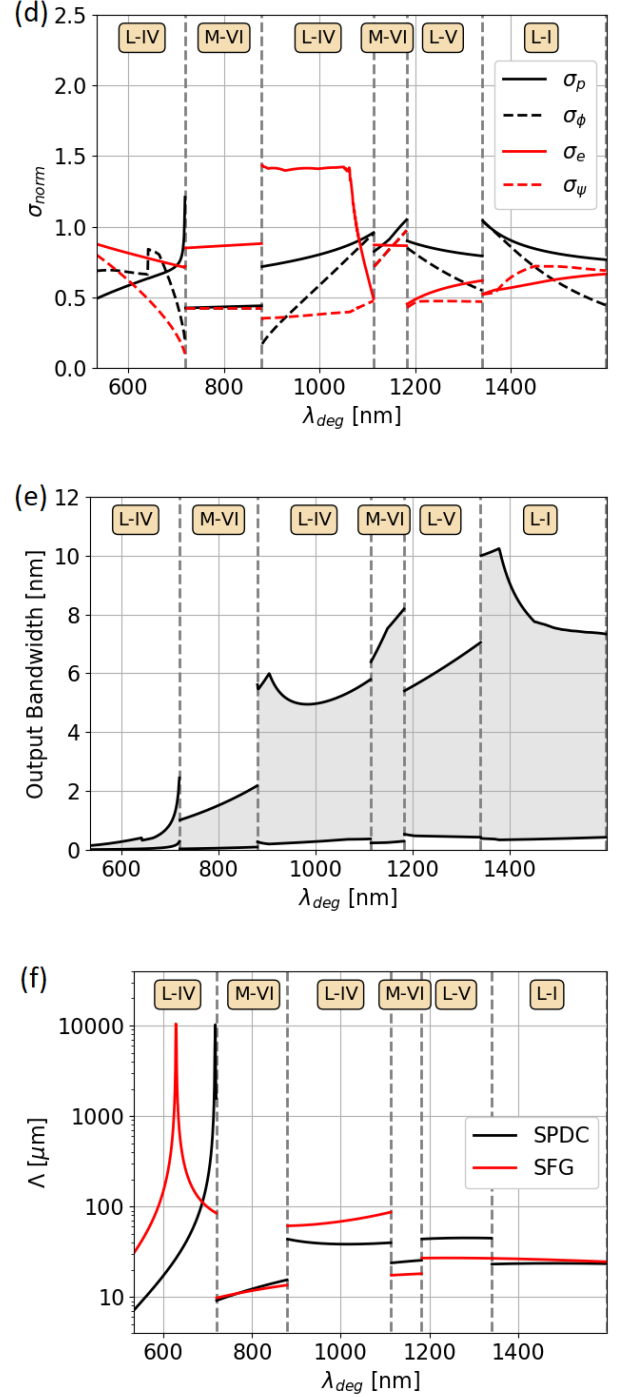 (d)
2.5
2.0
1.5
1.0
0.5
0.0
σnorm
L-IV M-VI L-IV M-VI L-V L-I
σp
σϕ
σe
σψ
600 800 1000 1200 1400
λdeg [nm]
(e)
12
10
8
6
4
2
0
Output Bandwidth [nm]
L-IV M-VI L-IV M-VI L-V L-I
600 800 1000 1200 1400
λdeg [nm]
(f)
10000
1000
100
10
Λ [μm]
L-IV M-VI L-IV M-VI L-V L-I
SPDC
SFG
600 800 1000 1200 1400
λdeg [nm]